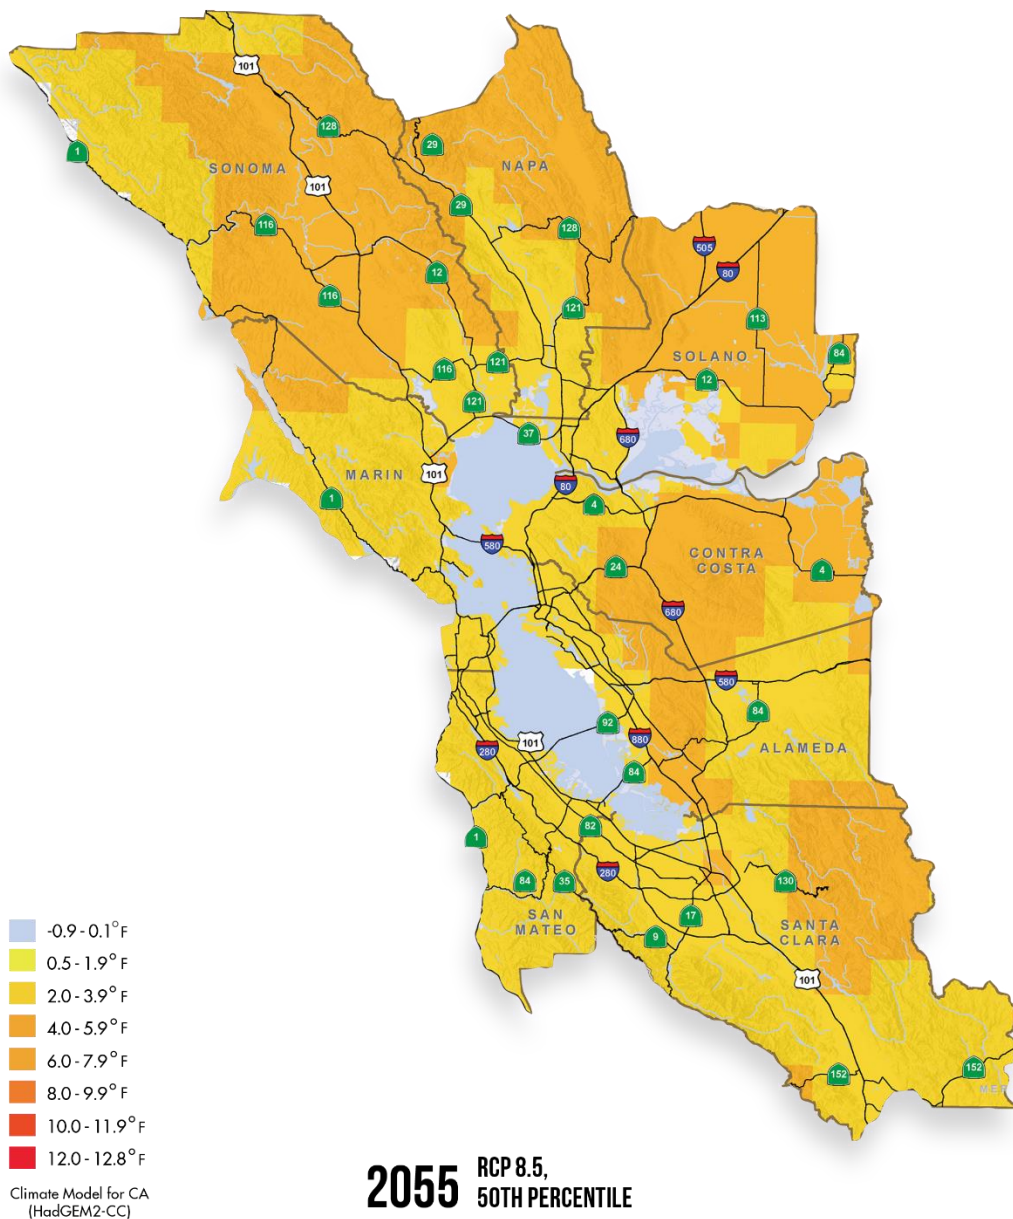 101
128
29
1
SONOMA
NAPA
101
29
116
128
505
12
80
116
121
113
SOLANO
84
121
116
12
121
37
680
MARIN
101
80
1
4
580
CONTRA
COSTA
24
4
680
580
84
92
101
880
280
ALAMEDA
84
82
1
280
84
35
130
SAN
MATEO
17
SANTA
CLARA
9
101
152
152
MER
-0.9 - 0.1°F
0.5 - 1.9°F
2.0 - 3.9°F
4.0 - 5.9°F
6.0 - 7.9°F
8.0 - 9.9°F
10.0 - 11.9°F
12.0 - 12.8°F
Climate Model for CA
(HadGEM2-CC)
2055
RCP 8.5,
50TH PERCENTILE